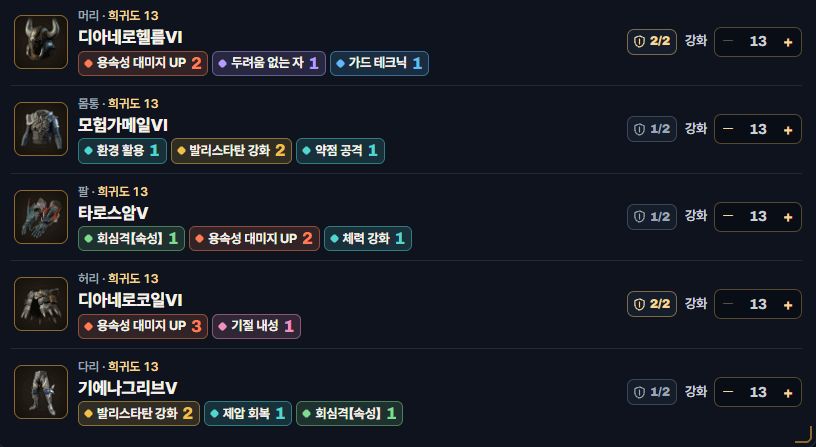 머리 · 희귀도 13
디아네로헬름VI
용속성 대미지 UP 2 두려움 없는 자 1 가드 테크닉 1
2/2 강화 — 13 +
몸통 · 희귀도 13
모험가메일VI
환경 활용 1 발리스타탄 강화 2 약점 공격 1
1/2 강화 — 13 +
팔 · 희귀도 13
타로스암V
회심격[속성] 1 용속성 대미지 UP 2 체력 강화 1
1/2 강화 — 13 +
허리 · 희귀도 13
디아네로코일VI
용속성 대미지 UP 3 기절 내성 1
2/2 강화 — 13 +
다리 · 희귀도 13
기에나그리브V
발리스타탄 강화 2 제압 회복 1 회심격[속성] 1
1/2 강화 — 13 +